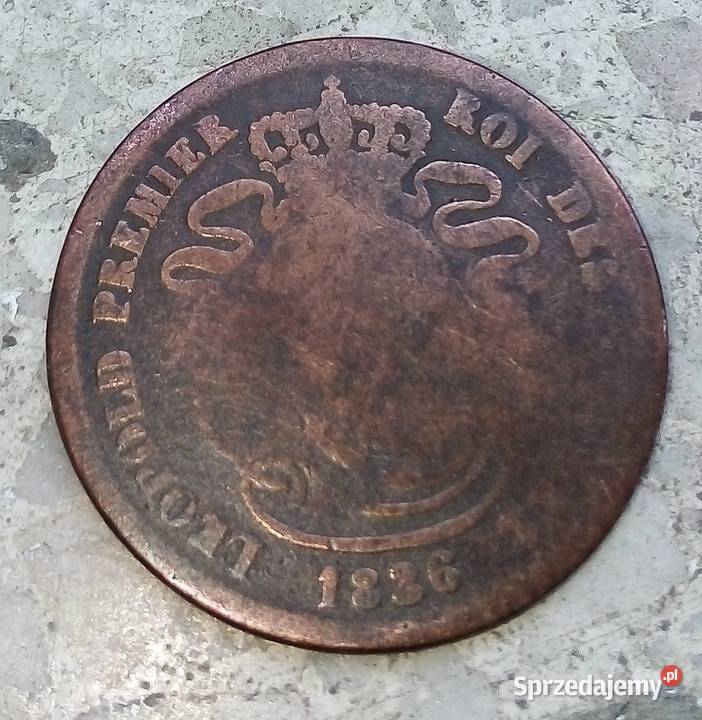 LEOPOLD PREMIER ROI DES
1836
Sprzedajemy.pl